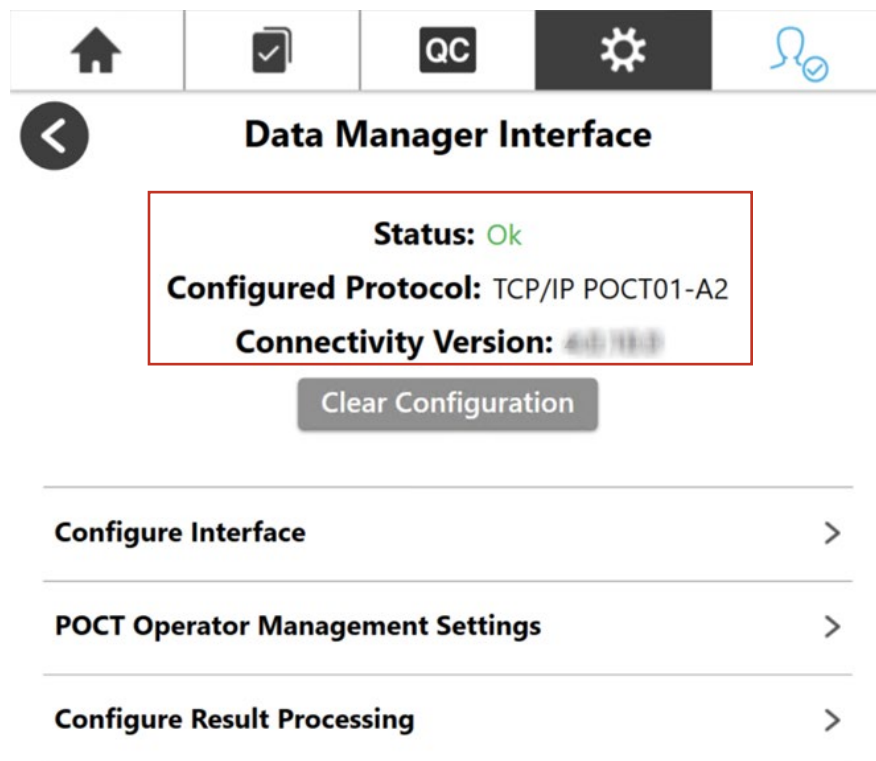 QC
Data Manager Interface
Status: Ok
Configured Protocol: TCP/IP POCT01-A2
Connectivity Version:
Clear Configuration
Configure Interface
POCT Operator Management Settings
Configure Result Processing